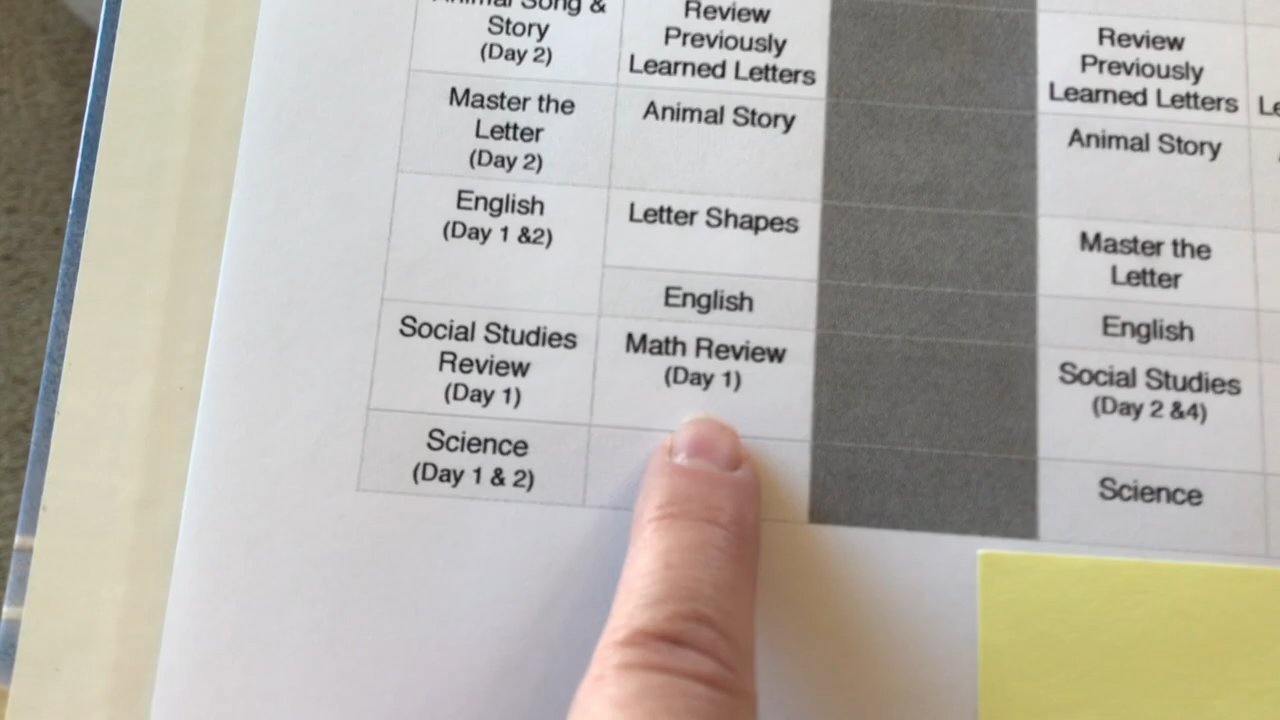 Animal Song &
Story
(Day 2)
Master the
Letter
(Day 2)
English
(Day 1 &2)
Social Studies
Review
(Day 1)
Science
(Day 1 & 2)
Review
Previously
Learned Letters
Animal Story
Letter Shapes
English
Math Review
(Day 1)
Review
Previously
Learned Letters
Animal Story
Master the
Letter
English
Social Studies
(Day 2 &4)
Science